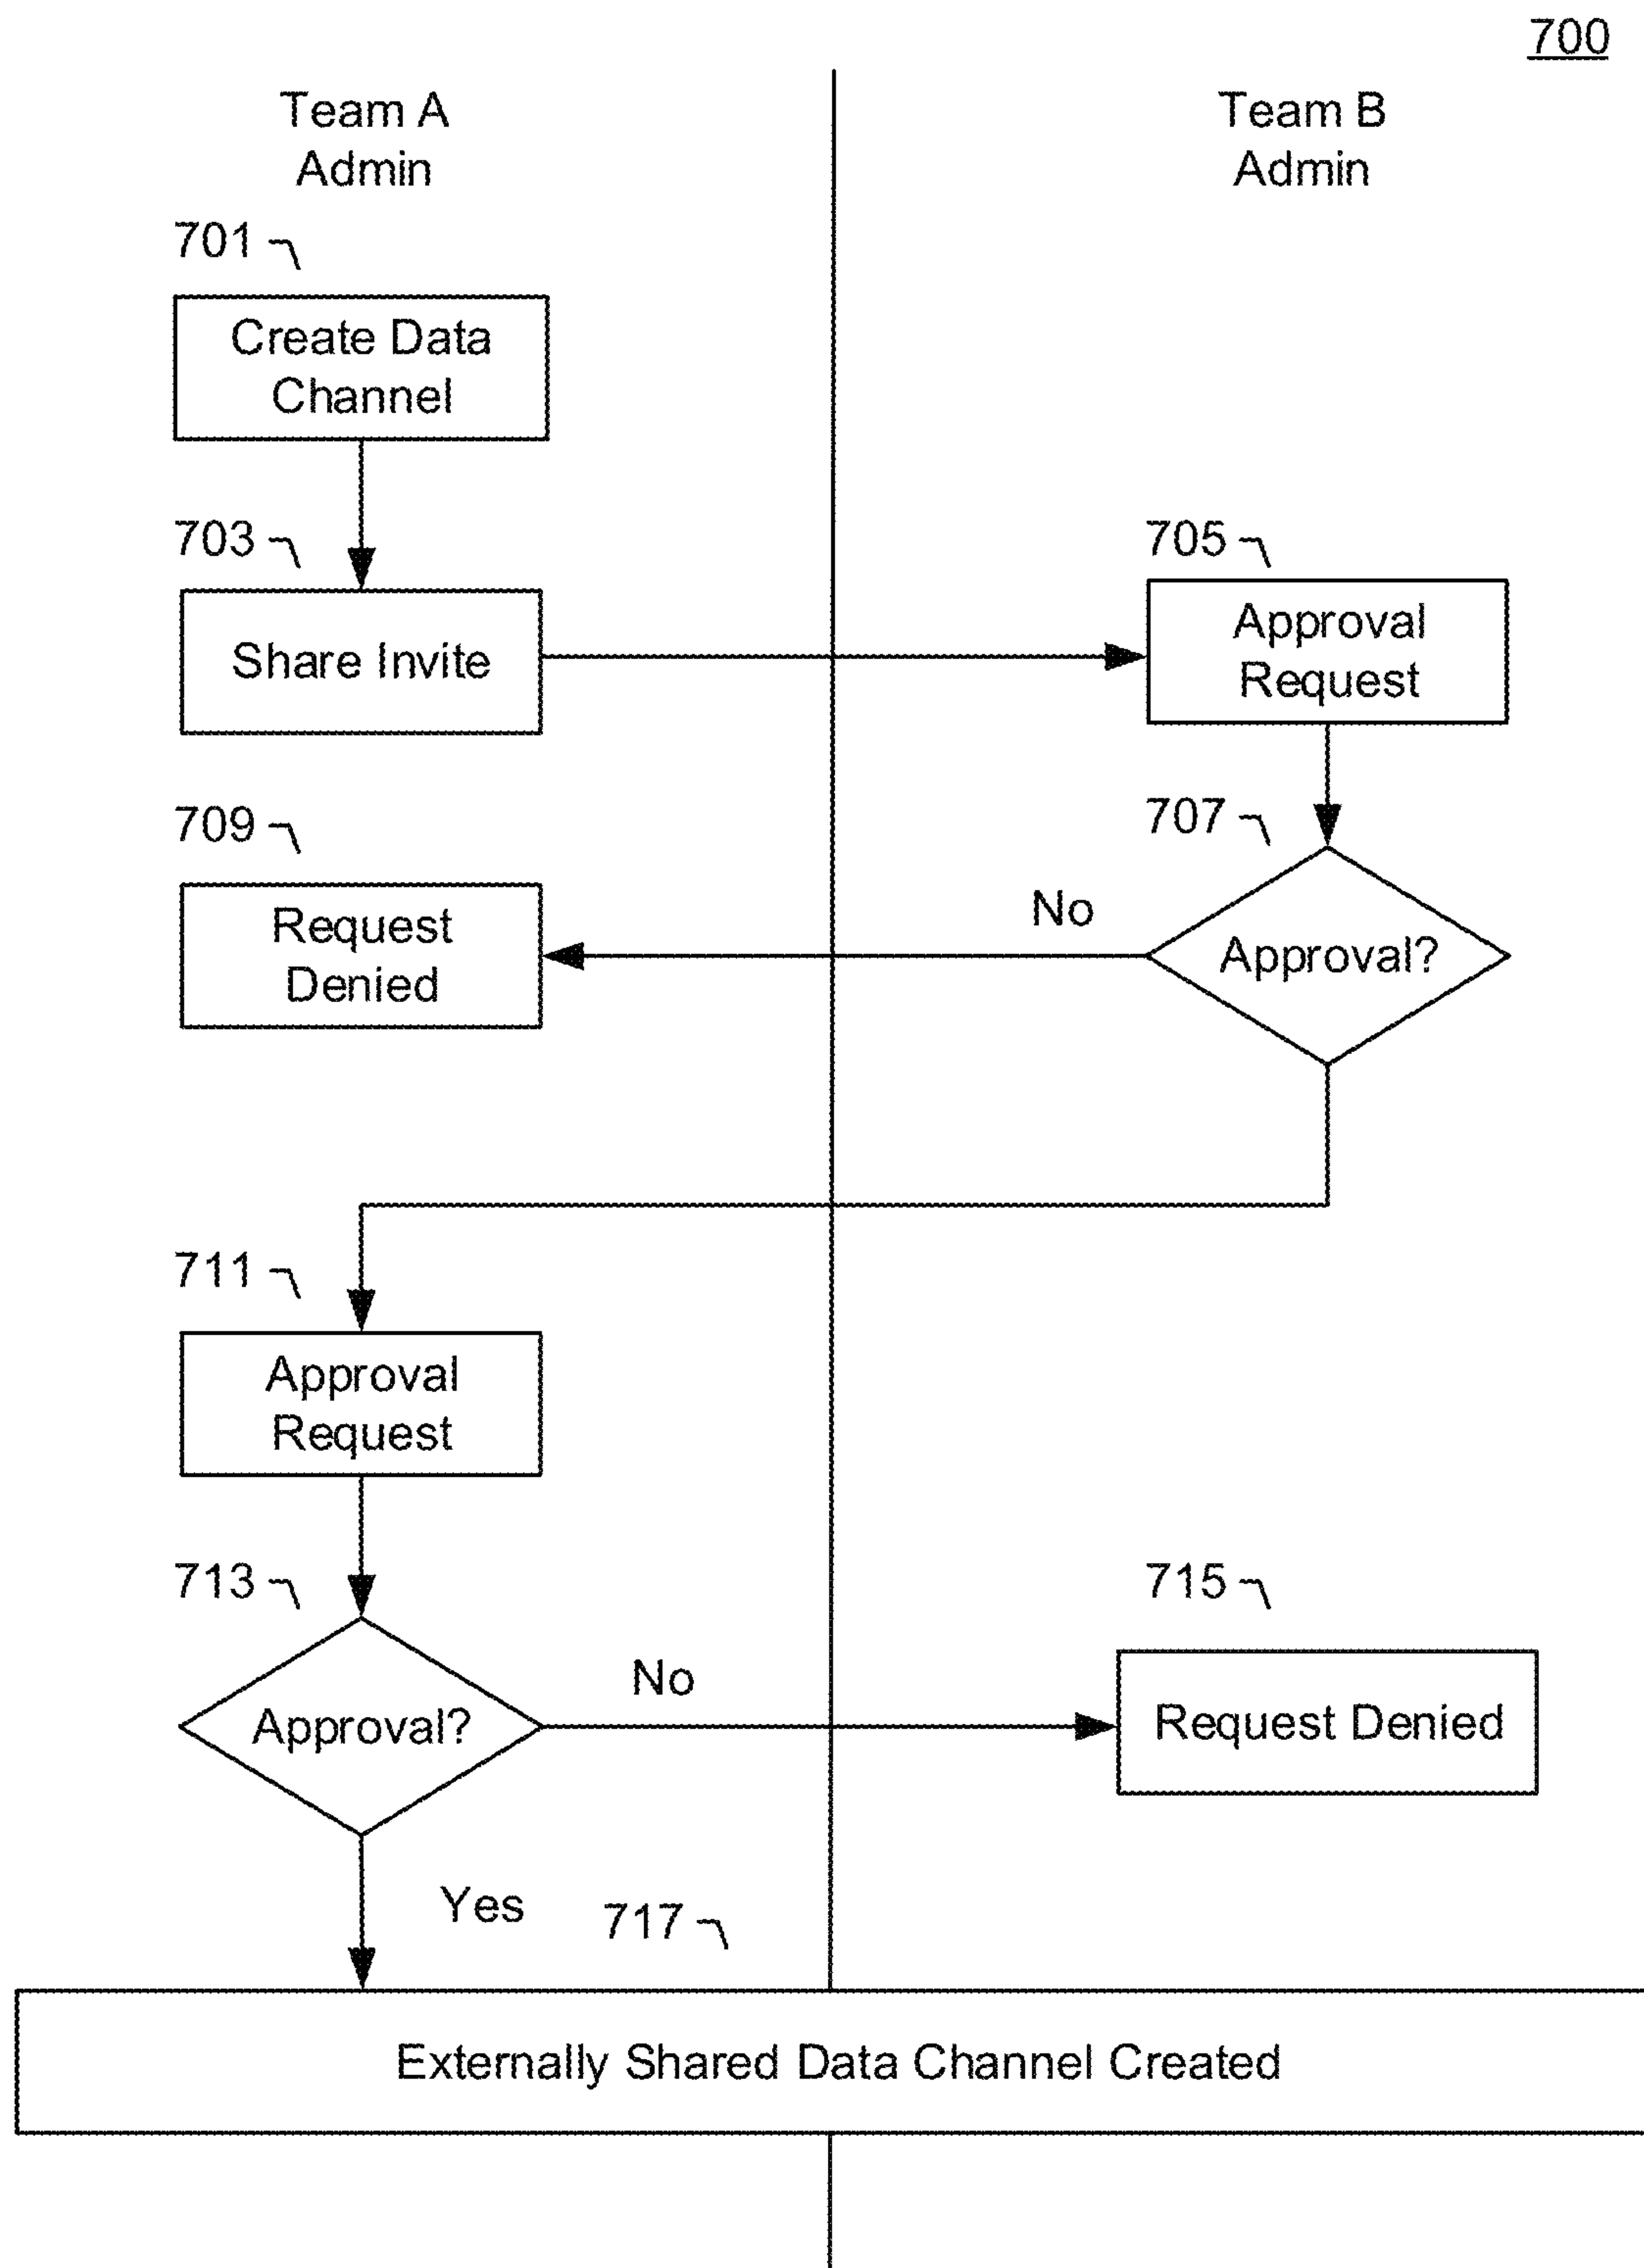 700
Team A
Admin
Team B
Admin
701
Create Data
Channel
703
Share Invite
705
Approval
Request
709
Request
Denied
707
No
Approval?
711
Approval
Request
713
Approval?
No
715
Request Denied
Yes
717
Externally Shared Data Channel Created